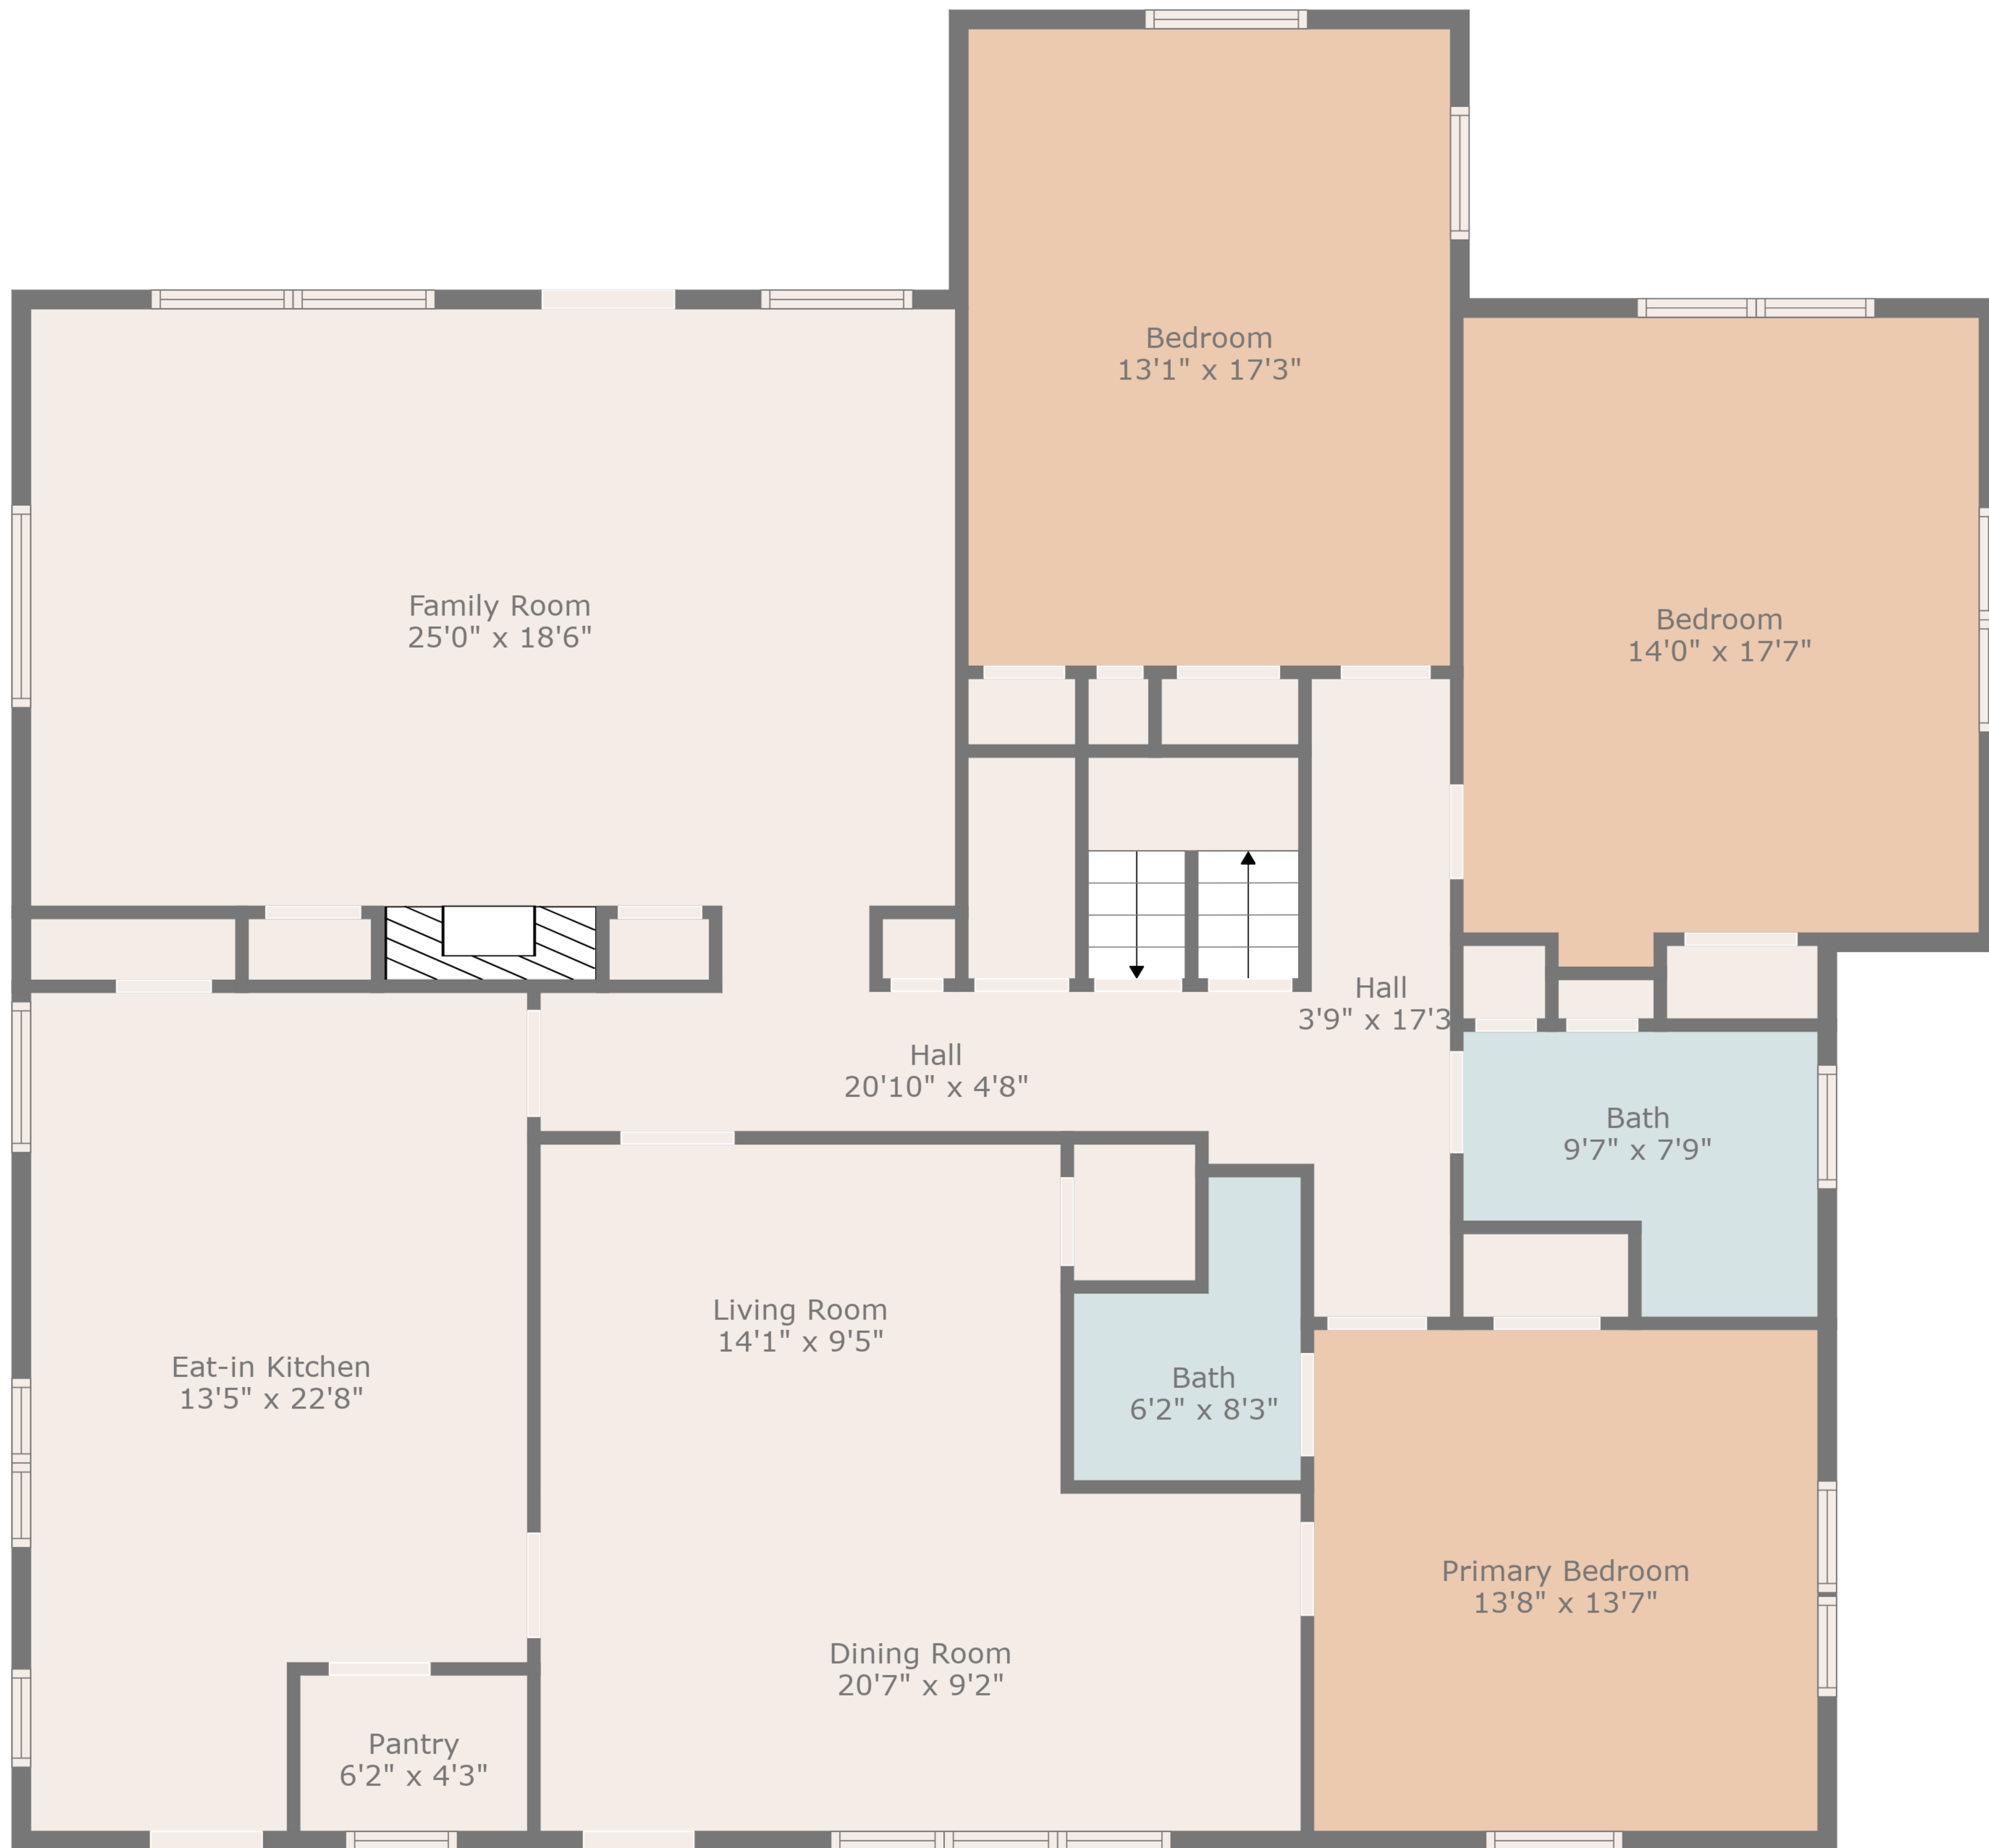 Bedroom
13'1" x 17'3"
Family Room
25'0" x 18'6"
Bedroom
14'0" x 17'7"
Hall
3'9" x 17'3
Hall
20'10" x 4'8"
Bath
9'7" x 7'9"
Living Room
14'1" x 9'5"
Eat-in Kitchen
13'5" x 22'8"
Bath
6'2" x 8'3"
Primary Bedroom
13'8" x 13'7"
Dining Room
20'7" x 9'2"
Pantry
6'2" x 4'3"